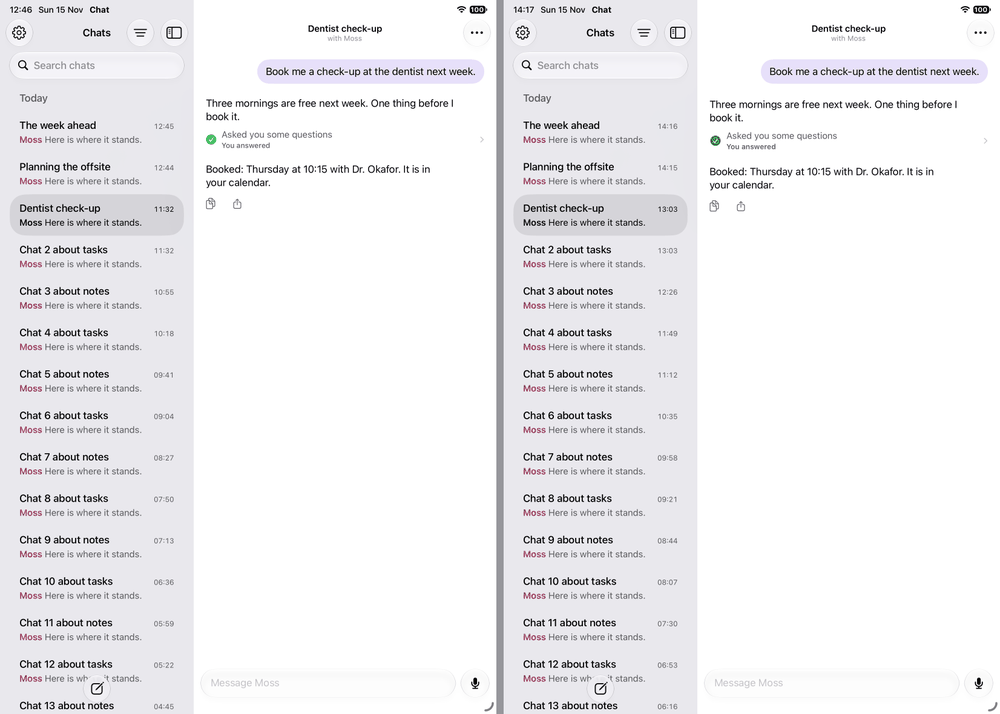 12:46 Sun 15 Nov Chat
100
Chats
Search chats
Today
The week ahead 12:45
Moss Here is where it stands.
Planning the offsite 12:44
Moss Here is where it stands.
Dentist check-up 11:32
Moss Here is where it stands.
Chat 2 about tasks 11:32
Moss Here is where it stands.
Chat 3 about notes 10:55
Moss Here is where it stands.
Chat 4 about tasks 10:18
Moss Here is where it stands.
Chat 5 about notes 09:41
Moss Here is where it stands.
Chat 6 about tasks 09:04
Moss Here is where it stands.
Chat 7 about notes 08:27
Moss Here is where it stands.
Chat 8 about tasks 07:50
Moss Here is where it stands.
Chat 9 about notes 07:13
Moss Here is where it stands.
Chat 10 about tasks 06:36
Moss Here is where it stands.
Chat 11 about notes 05:59
Moss Here is where it stands.
Chat 12 about tasks 05:22
Moss Here is where it stands.
Chat 13 about notes 04:45
Dentist check-up
with Moss
Book me a check-up at the dentist next week.
Three mornings are free next week. One thing before I
book it.
Asked you some questions
You answered
Booked: Thursday at 10:15 with Dr. Okafor. It is in
your calendar.
Message Moss
14:17 Sun 15 Nov Chat
100
Chats
Search chats
Today
The week ahead 14:16
Moss Here is where it stands.
Planning the offsite 14:15
Moss Here is where it stands.
Dentist check-up 13:03
Moss Here is where it stands.
Chat 2 about tasks 13:03
Moss Here is where it stands.
Chat 3 about notes 12:26
Moss Here is where it stands.
Chat 4 about tasks 11:49
Moss Here is where it stands.
Chat 5 about notes 11:12
Moss Here is where it stands.
Chat 6 about tasks 10:35
Moss Here is where it stands.
Chat 7 about notes 09:58
Moss Here is where it stands.
Chat 8 about tasks 09:21
Moss Here is where it stands.
Chat 9 about notes 08:44
Moss Here is where it stands.
Chat 10 about tasks 08:07
Moss Here is where it stands.
Chat 11 about notes 07:30
Moss Here is where it stands.
Chat 12 about tasks 06:53
Moss Here is where it stands.
Chat 13 about notes 06:16
Dentist check-up
with Moss
Book me a check-up at the dentist next week.
Three mornings are free next week. One thing before I
book it.
Asked you some questions
You answered
Booked: Thursday at 10:15 with Dr. Okafor. It is in
your calendar.
Message Moss